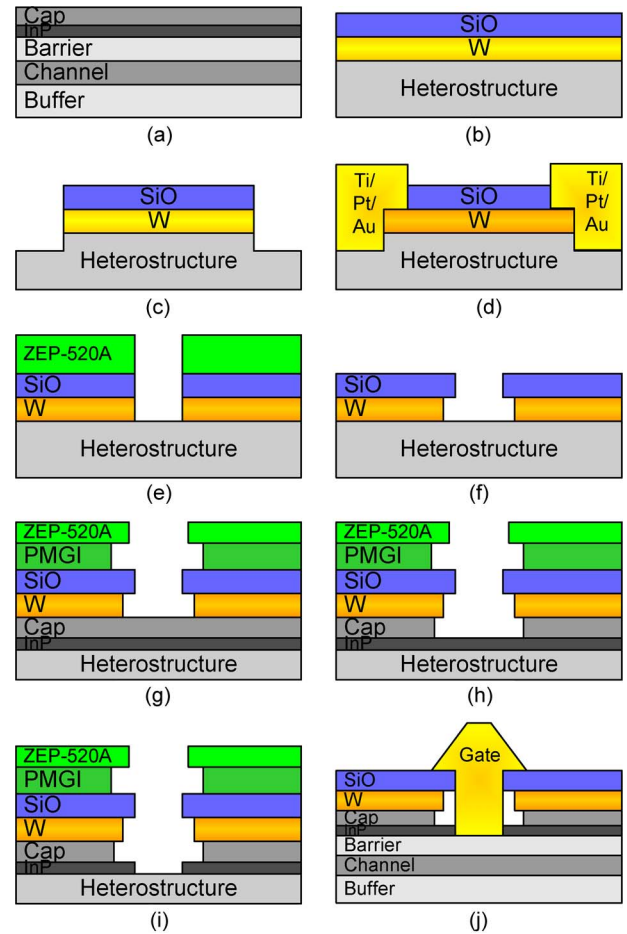 Cap
InP
Barrier
Channel
Buffer
(a)
SiO
W
Heterostructure
(b)
SiO
W
Heterostructure
(c)
Ti/
Pt/
Au
SiO
W
Ti/
Pt/
Au
Heterostructure
(d)
ZEP-520A
SiO
W
Heterostructure
(e)
SiO
W
Heterostructure
(f)
ZEP-520A
PMGI
SiO
W
Cap
InP
Heterostructure
(g)
ZEP-520A
PMGI
SiO
W
Cap
InP
Heterostructure
(h)
ZEP-520A
PMGI
SiO
W
Cap
InP
Heterostructure
(i)
Gate
SiO
W
Cap
InP
Barrier
Channel
Buffer
(j)